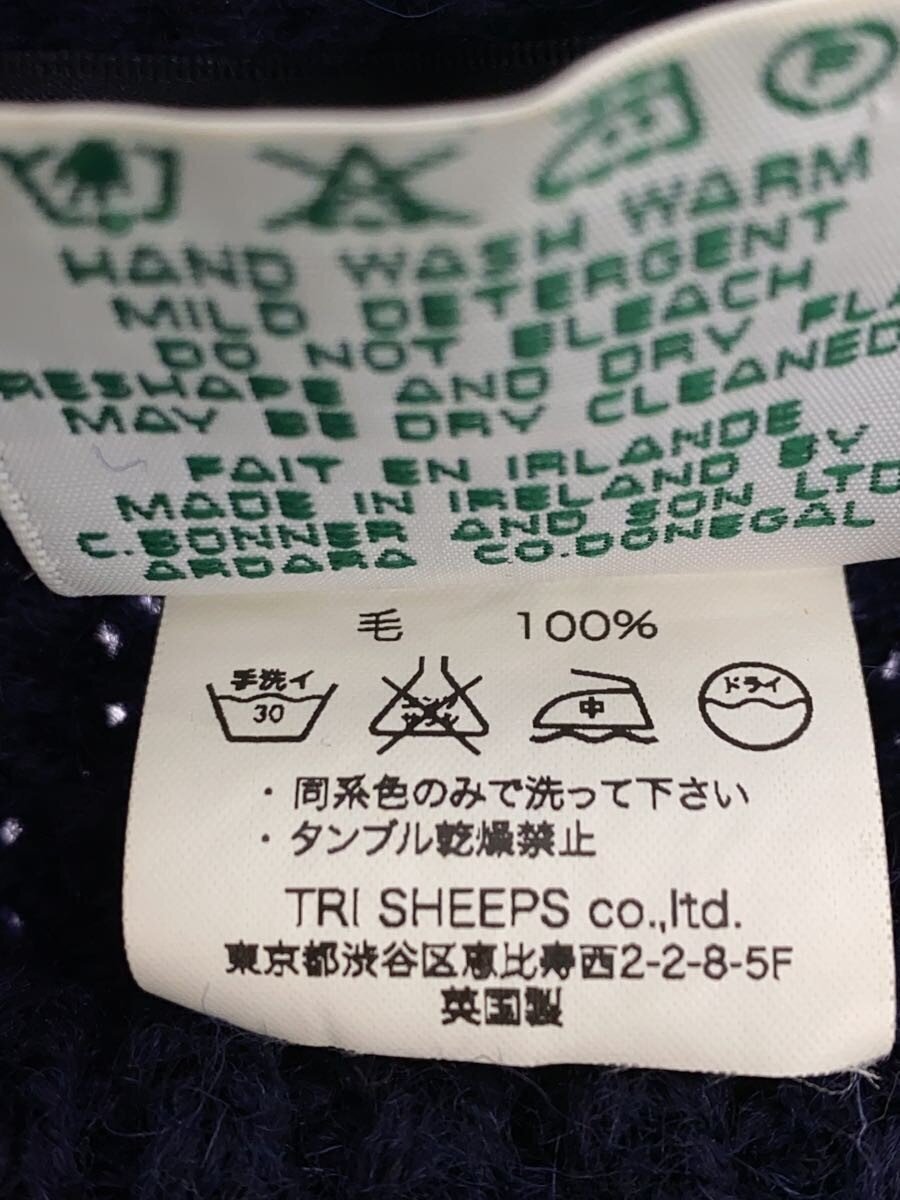 HAND WASH WARM
MILD DETERGENT
DO NOT BLEACH
RESHAPE AND DRY FLA
MAY BE DRY CLEANED
FAIT EN IRLANDE
MADE IN IRELAND BY
C.BONNER AND SON LTD
ARDARA CO.DONEGAL
毛 100%
手洗イ 30 中 ドライ
・同系色のみで洗って下さい
・タンブル乾燥禁止
TRI SHEEPS co.,ltd.
東京都渋谷区恵比寿西2-2-8-5F
英国製